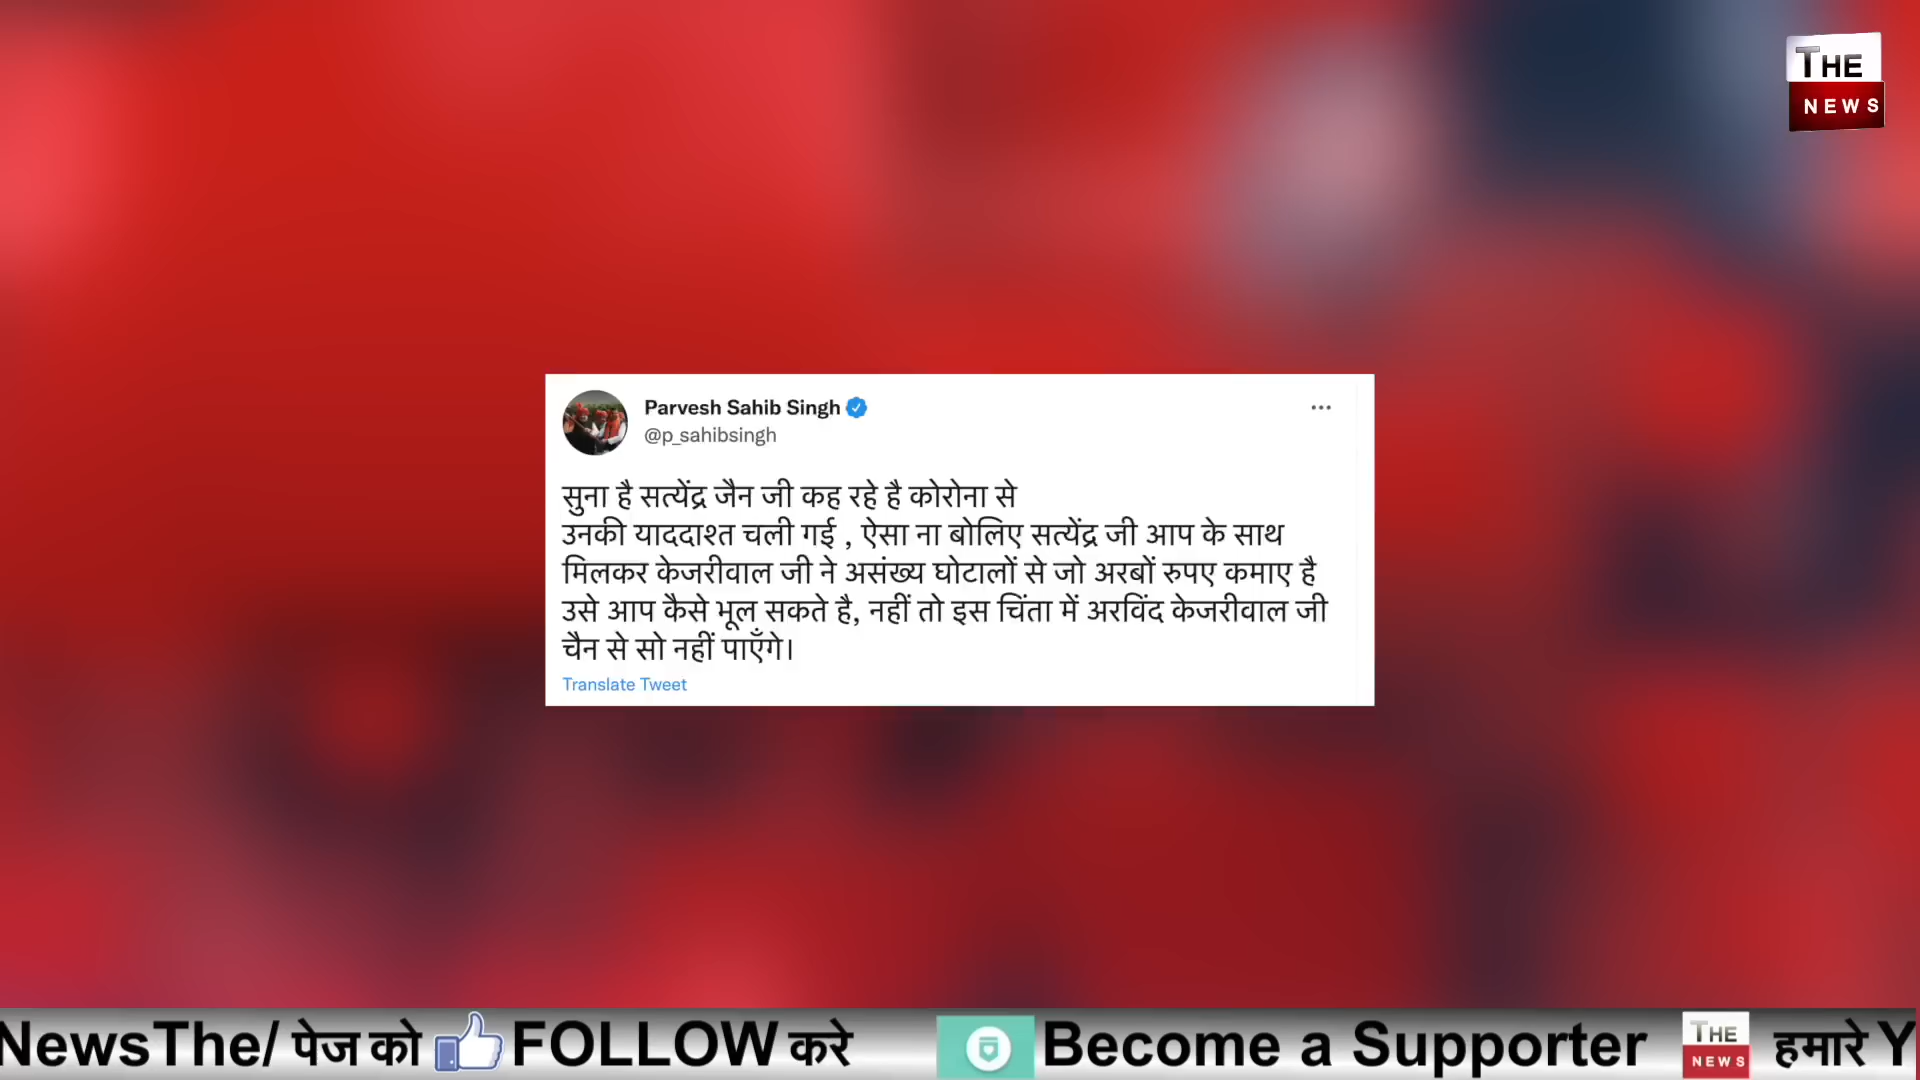 THE
NEWS
Parvesh Sahib Singh
@p_sahibsingh
सुना है सत्येंद्र जैन जी कह रहे है कोरोना से
उनकी याददाश्त चली गई , ऐसा ना बोलिए सत्येंद्र जी आप के साथ
मिलकर केजरीवाल जी ने असंख्य घोटालों से जो अरबों रुपए कमाए है
उसे आप कैसे भूल सकते है, नहीं तो इस चिंता में अरविंद केजरीवाल जी
चैन से सो नहीं पाएँगे।
Translate Tweet
NewsThe/ पेज को FOLLOW करे Become a Supporter THE NEWS हमारे Y